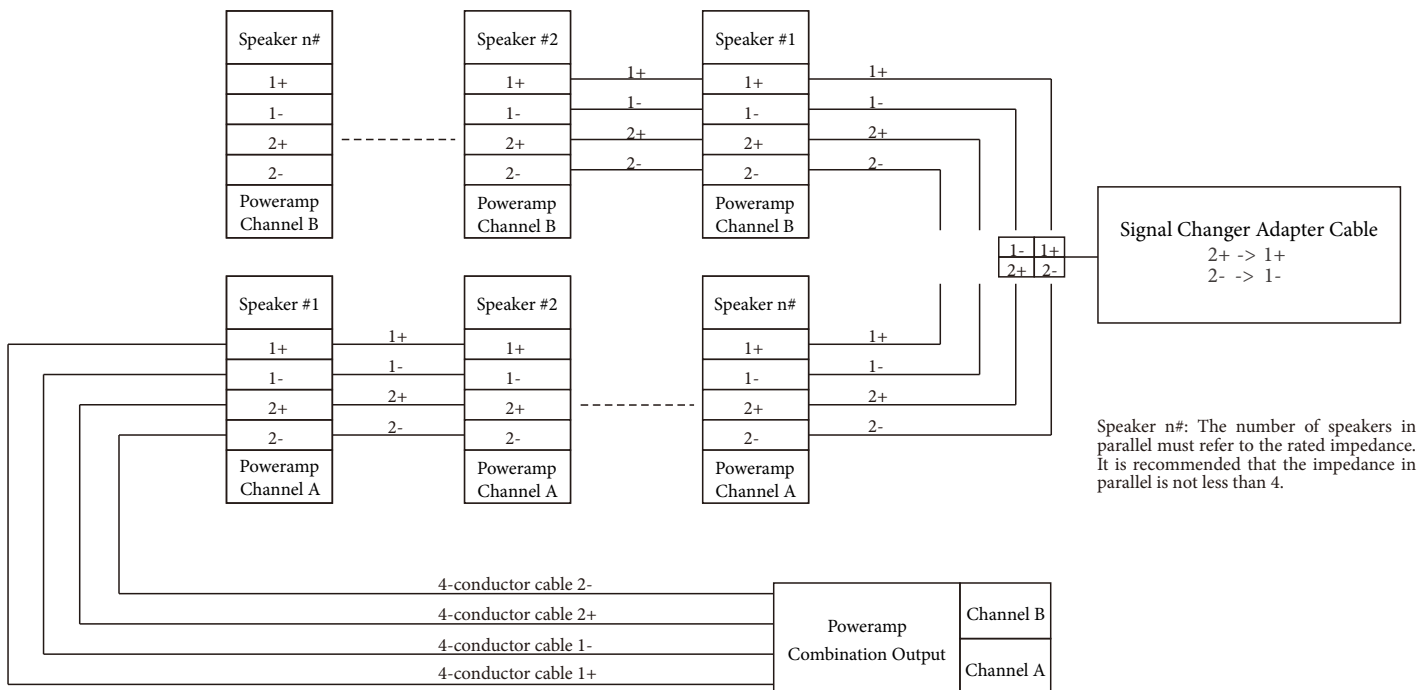 Speaker n#
1+
1-
2+
2-
Poweramp
Channel B
Speaker #2
1+
1-
2+
2-
Poweramp
Channel B
1+
1-
2+
2-
Speaker #1
1+
1-
2+
2-
Poweramp
Channel B
1+
1-
2+
2-
1- 1+
2+ 2-
Signal Changer Adapter Cable
2+ -> 1+
2- -> 1-
Speaker #1
1+
1-
2+
2-
Poweramp
Channel A
1+
1-
2+
2-
Speaker #2
1+
1-
2+
2-
Poweramp
Channel A
Speaker n#
1+
1-
2+
2-
Poweramp
Channel A
1+
1-
2+
2-
Speaker n#: The number of speakers in
parallel must refer to the rated impedance.
It is recommended that the impedance in
parallel is not less than 4.
4-conductor cable 2-
4-conductor cable 2+
4-conductor cable 1-
4-conductor cable 1+
Poweramp
Combination Output
Channel B
Channel A